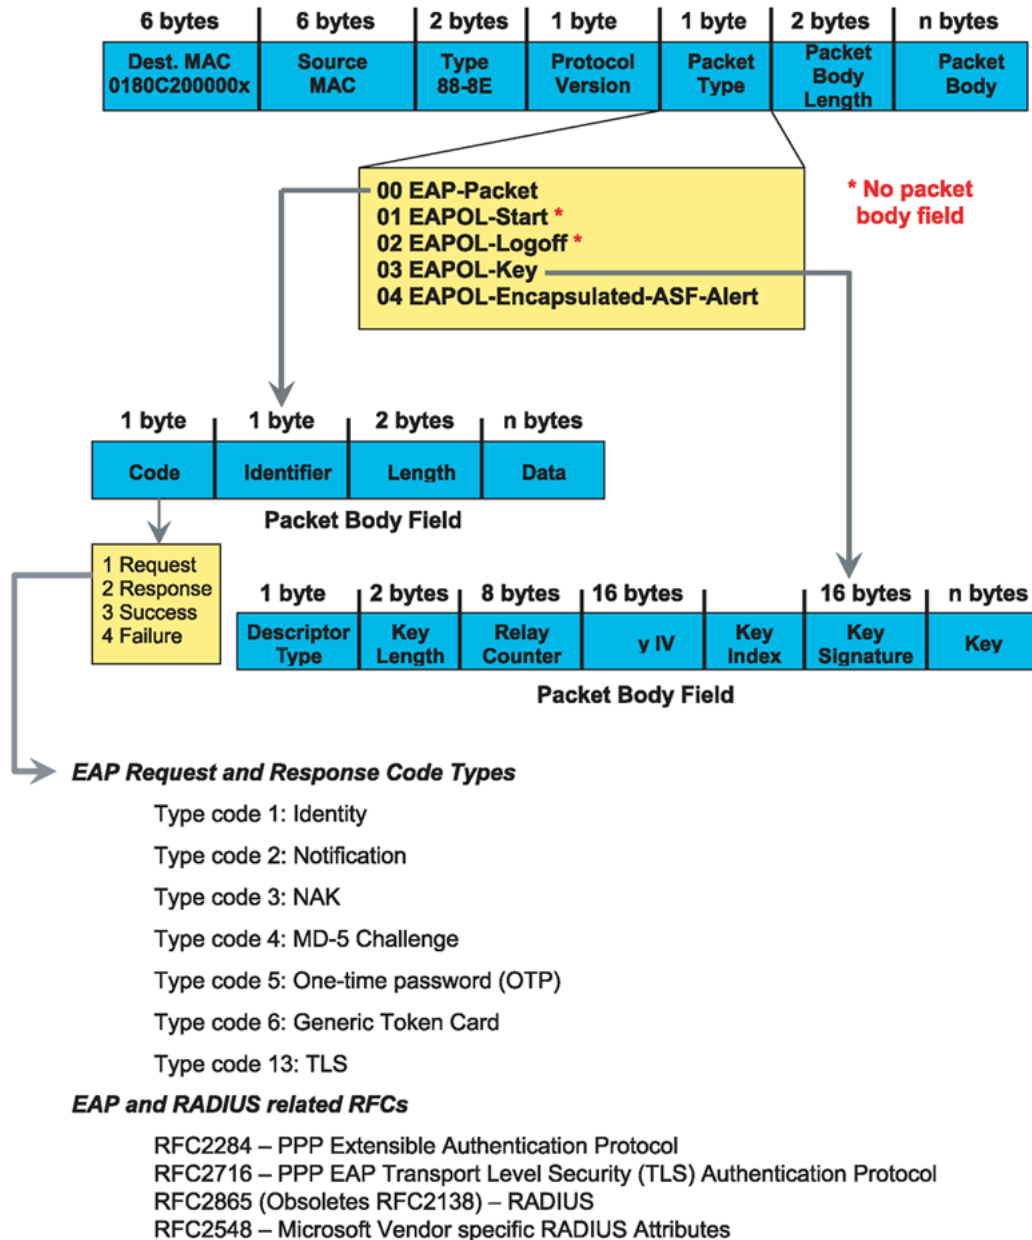 6 bytes 6 bytes 2 bytes 1 byte 1 byte 2 bytes n bytes
Dest. MAC
0180C200000x
Source
MAC
Type
88-8E
Protocol
Version
Packet
Type
Packet
Body
Length
Packet
Body
00 EAP-Packet
01 EAPOL-Start *
02 EAPOL-Logoff *
03 EAPOL-Key
04 EAPOL-Encapsulated-ASF-Alert
* No packet
body field
1 byte 1 byte 2 bytes n bytes
Code Identifier Length Data
Packet Body Field
1 Request
2 Response
3 Success
4 Failure
1 byte 2 bytes 8 bytes 16 bytes 16 bytes n bytes
Descriptor
Type
Key
Length
Relay
Counter
y IV
Key
Index
Key
Signature
Key
Packet Body Field
EAP Request and Response Code Types
Type code 1: Identity
Type code 2: Notification
Type code 3: NAK
Type code 4: MD-5 Challenge
Type code 5: One-time password (OTP)
Type code 6: Generic Token Card
Type code 13: TLS
EAP and RADIUS related RFCs
RFC2284 – PPP Extensible Authentication Protocol
RFC2716 – PPP EAP Transport Level Security (TLS) Authentication Protocol
RFC2865 (Obsoletes RFC2138) – RADIUS
RFC2548 – Microsoft Vendor specific RADIUS Attributes